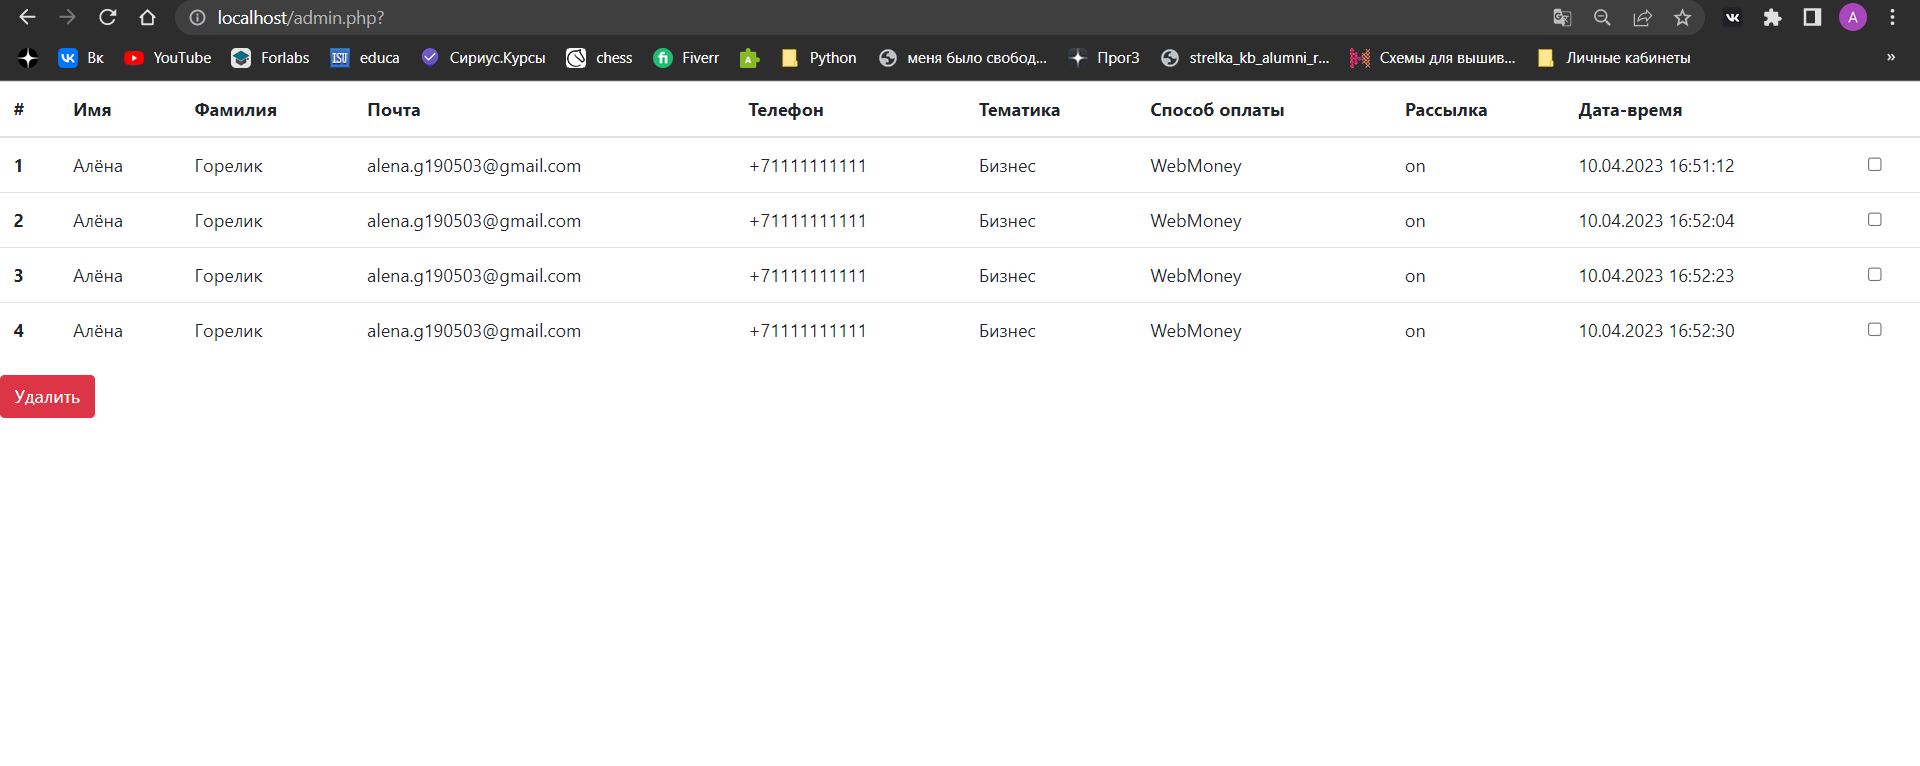 localhost/admin.php?
A
Вк YouTube Forlabs ISU educa Сириус.Курсы chess Fiverr Python меня было свобод... Прог3 strelka_kb_alumni_r... Схемы для вышив... Личные кабинеты »
# Имя Фамилия Почта Телефон Тематика Способ оплаты Рассылка Дата-время
1 Алёна Горелик alena.g190503@gmail.com +71111111111 Бизнес WebMoney on 10.04.2023 16:51:12
2 Алёна Горелик alena.g190503@gmail.com +71111111111 Бизнес WebMoney on 10.04.2023 16:52:04
3 Алёна Горелик alena.g190503@gmail.com +71111111111 Бизнес WebMoney on 10.04.2023 16:52:23
4 Алёна Горелик alena.g190503@gmail.com +71111111111 Бизнес WebMoney on 10.04.2023 16:52:30
Удалить